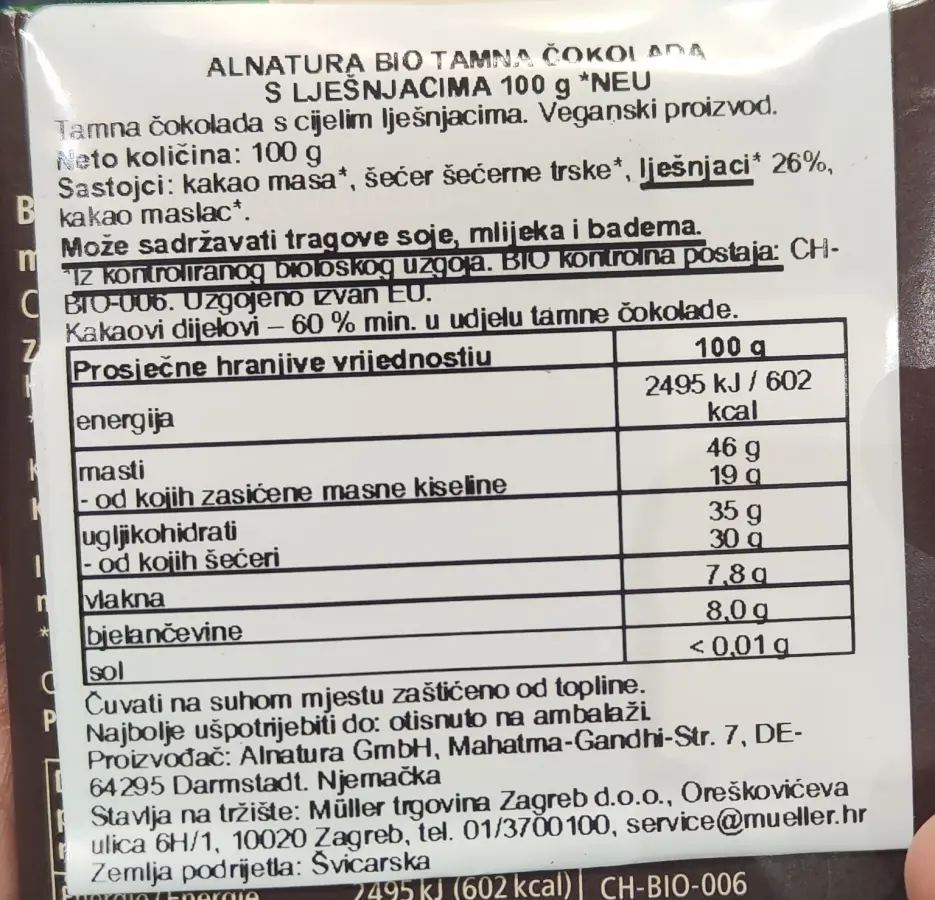 ALNATURA BIO TAMNA ČOKOLADA
S LJEŠNJACIMA 100 g *NEU
Tamna čokolada s cijelim lješnjacima. Veganski proizvod.
Neto količina: 100 g
Sastojci: kakao masa*, šećer šećerne trske*, lješnjaci* 26%,
kakao maslac*.
Može sadržavati tragove soje, mlijeka i badema.
*Iz kontroliranog biološkog uzgoja. BIO kontrolna postaja: CH-
BIO-006. Uzgojeno izvan EU.
Kakaovi dijelovi – 60 % min. u udjelu tamne čokolade.
Prosječne hranjive vrijednostiu 100 g
energija 2495 kJ / 602
kcal
masti 46 g
- od kojih zasićene masne kiseline 19 g
ugljikohidrati 35 g
- od kojih šećeri 30 g
vlakna 7,8 g
bjelančevine 8,0 g
sol < 0,01 g
Čuvati na suhom mjestu zaštićeno od topline.
Najbolje ušpotrijebiti do: otisnuto na ambalaži
Proizvođač: Alnatura GmbH, Mahatma-Gandhi-Str. 7, DE-
64295 Darmstadt. Njemačka
Stavlja na tržište: Müller trgovina Zagreb d.o.o., Oreškovićeva
ulica 6H/1, 10020 Zagreb, tel. 01/3700100, service@mueller.hr
Zemlja podrijetla: Švicarska
2495 kJ (602 kcal) CH-BIO-006